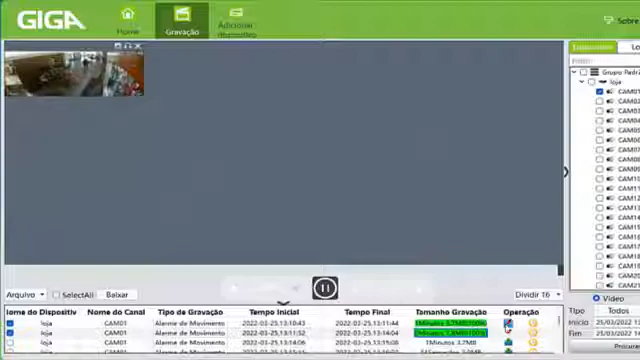 GIGA
Home
Gravação
Adicionar dispositivo
Sobre
Grupo Padrã
loja
CAM01
CAM02
CAM03
CAM04
CAM05
CAM06
CAM07
CAM08
CAM09
CAM10
CAM11
CAM12
CAM13
CAM14
CAM15
CAM16
CAM17
CAM18
CAM19
CAM20
CAM21
Arquivo SelectAll Baixar Dividir 16
Vídeo
Tipo Todos
Início 25/03/2022
Fim 25/03/2022
Procurar
Nome do Dispositiv Nome do Canal Tipo de Gravação Tempo Inicial Tempo Final Tamanho Gravação Operação
loja CAM01 Alarme de Movimento 2022-03-25,13:10:43 2022-03-25,13:11:44
loja CAM01 Alarme de Movimento 2022-03-25,13:11:52 2022-03-25,13:14:04
loja CAM01 Alarme de Movimento 2022-03-25,13:14:06 2022-03-25,13:15:08 1Minutos 3.2MB
loja CAM01 Alarme de Movimento